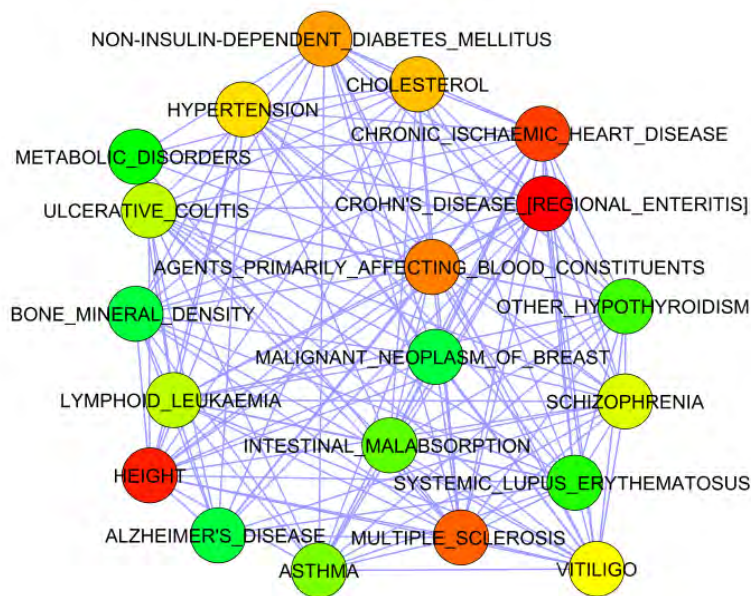 NON-INSULIN-DEPENDENT_DIABETES_MELLITUS
CHOLESTEROL
HYPERTENSION
CHRONIC_ISCHAEMIC_HEART_DISEASE
METABOLIC_DISORDERS
ULCERATIVE_COLITIS
CROHN'S_DISEASE_[REGIONAL_ENTERITIS]
AGENTS_PRIMARILY_AFFECTING_BLOOD_CONSTITUENTS
OTHER_HYPOTHYROIDISM
BONE_MINERAL_DENSITY
MALIGNANT_NEOPLASM_OF_BREAST
LYMPHOID_LEUKAEMIA
SCHIZOPHRENIA
INTESTINAL_MALABSORPTION
HEIGHT
SYSTEMIC_LUPUS_ERYTHEMATOSUS
ALZHEIMER'S_DISEASE
MULTIPLE_SCLEROSIS
ASTHMA
VITILIGO